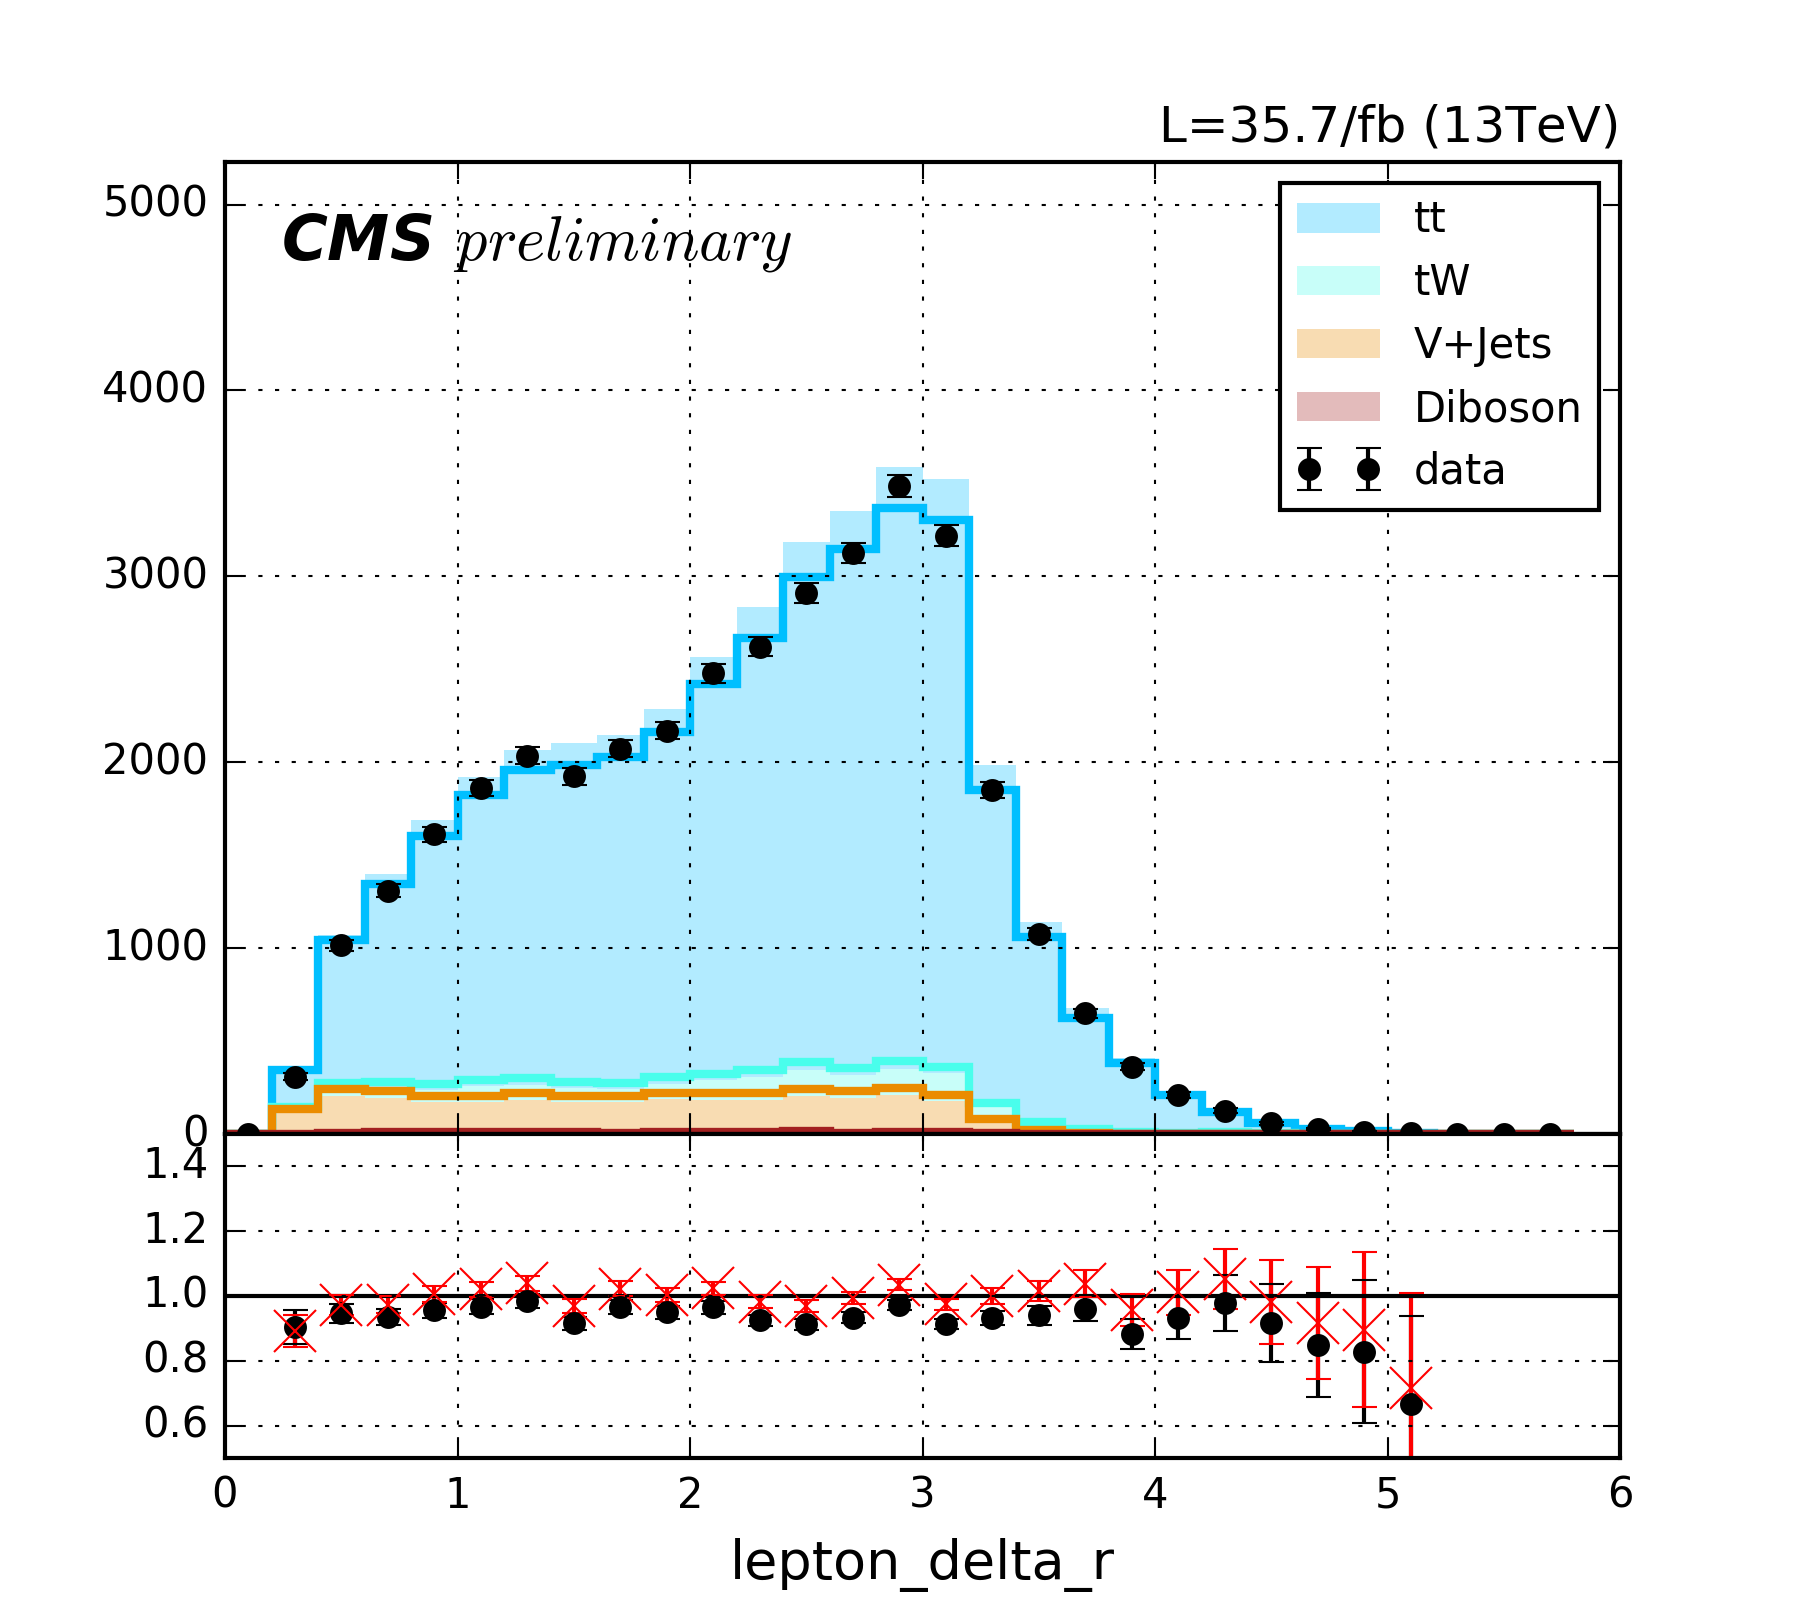 L=35.7/fb (13TeV)
CMS preliminary
5000
4000
3000
2000
1000
0
tt
tW
V+Jets
Diboson
data
1.4
1.2
1.0
0.8
0.6
0 1 2 3 4 5 6
lepton_delta_r